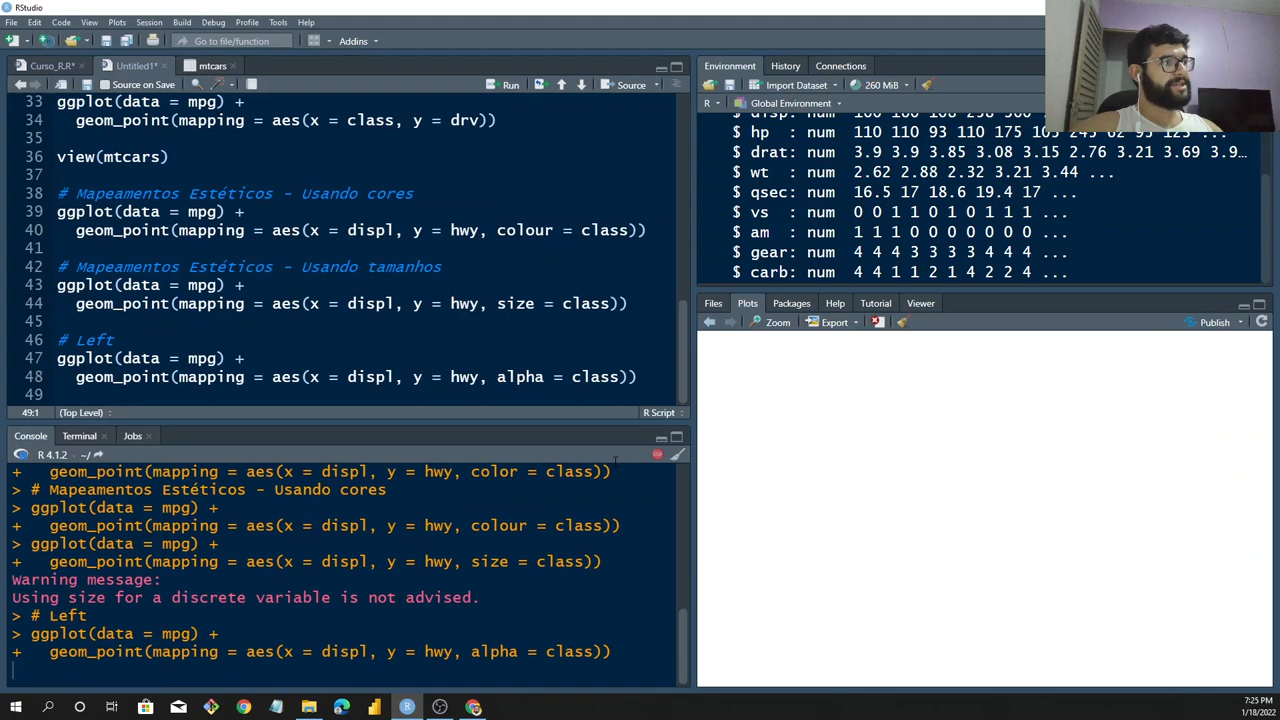 RStudio
File Edit Code View Plots Session Build Debug Profile Tools Help
Go to file/function
Addins
Curso_R.R*
Untitled1*
mtcars
Source on Save
Run
Source
33 ggplot(data = mpg) +
34 geom_point(mapping = aes(x = class, y = drv))
35
36 view(mtcars)
37
38 # Mapeamentos Estéticos - Usando cores
39 ggplot(data = mpg) +
40 geom_point(mapping = aes(x = displ, y = hwy, colour = class))
41
42 # Mapeamentos Estéticos - Usando tamanhos
43 ggplot(data = mpg) +
44 geom_point(mapping = aes(x = displ, y = hwy, size = class))
45
46 # Left
47 ggplot(data = mpg) +
48 geom_point(mapping = aes(x = displ, y = hwy, alpha = class))
49
49:1 (Top Level) R Script
Console Terminal Jobs
R 4.1.2 · ~/
+ geom_point(mapping = aes(x = displ, y = hwy, color = class))
> # Mapeamentos Estéticos - Usando cores
> ggplot(data = mpg) +
+ geom_point(mapping = aes(x = displ, y = hwy, colour = class))
> ggplot(data = mpg) +
+ geom_point(mapping = aes(x = displ, y = hwy, size = class))
Warning message:
Using size for a discrete variable is not advised.
> # Left
> ggplot(data = mpg) +
+ geom_point(mapping = aes(x = displ, y = hwy, alpha = class))
Environment History Connections
Import Dataset 260 MiB
R Global Environment
$ hp : num 110 110 93 110 175 105 245 62 95 123 ...
$ drat: num 3.9 3.9 3.85 3.08 3.15 2.76 3.21 3.69 3.9…
$ wt : num 2.62 2.88 2.32 3.21 3.44 ...
$ qsec: num 16.5 17 18.6 19.4 17 ...
$ vs : num 0 0 1 1 0 1 0 1 1 1 ...
$ am : num 1 1 1 0 0 0 0 0 0 0 ...
$ gear: num 4 4 4 3 3 3 3 4 4 4 ...
$ carb: num 4 4 1 1 2 1 4 2 2 4 ...
Files Plots Packages Help Tutorial Viewer
Zoom Export Publish
7:25 PM
1/18/2022